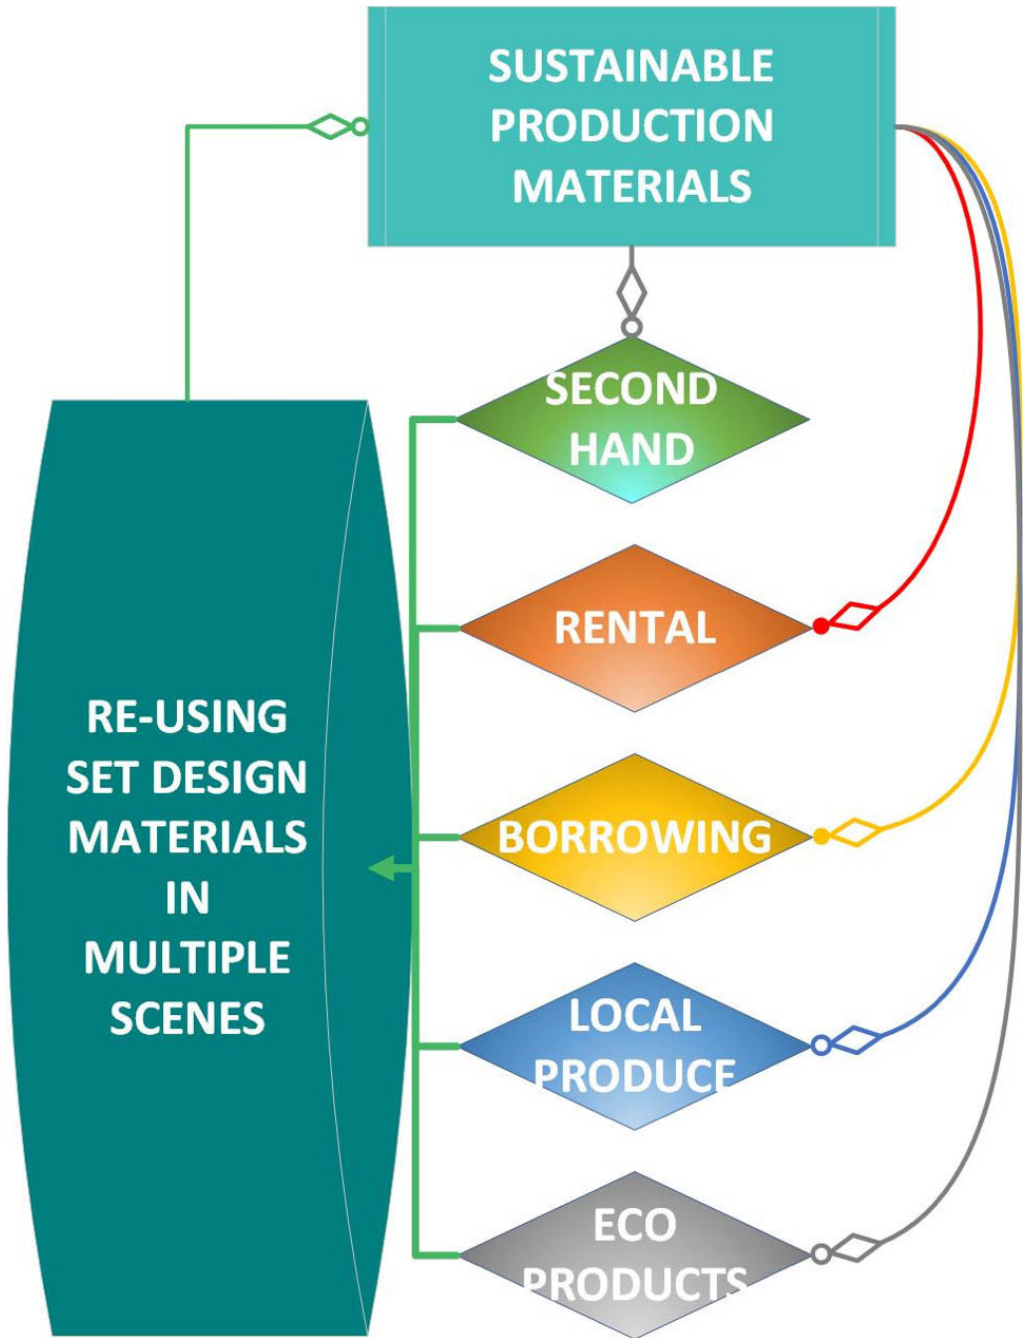 SUSTAINABLE
PRODUCTION
MATERIALS
SECOND
HAND
RENTAL
BORROWING
LOCAL
PRODUCE
ECO
PRODUCTS
RE-USING
SET DESIGN
MATERIALS
IN
MULTIPLE
SCENES